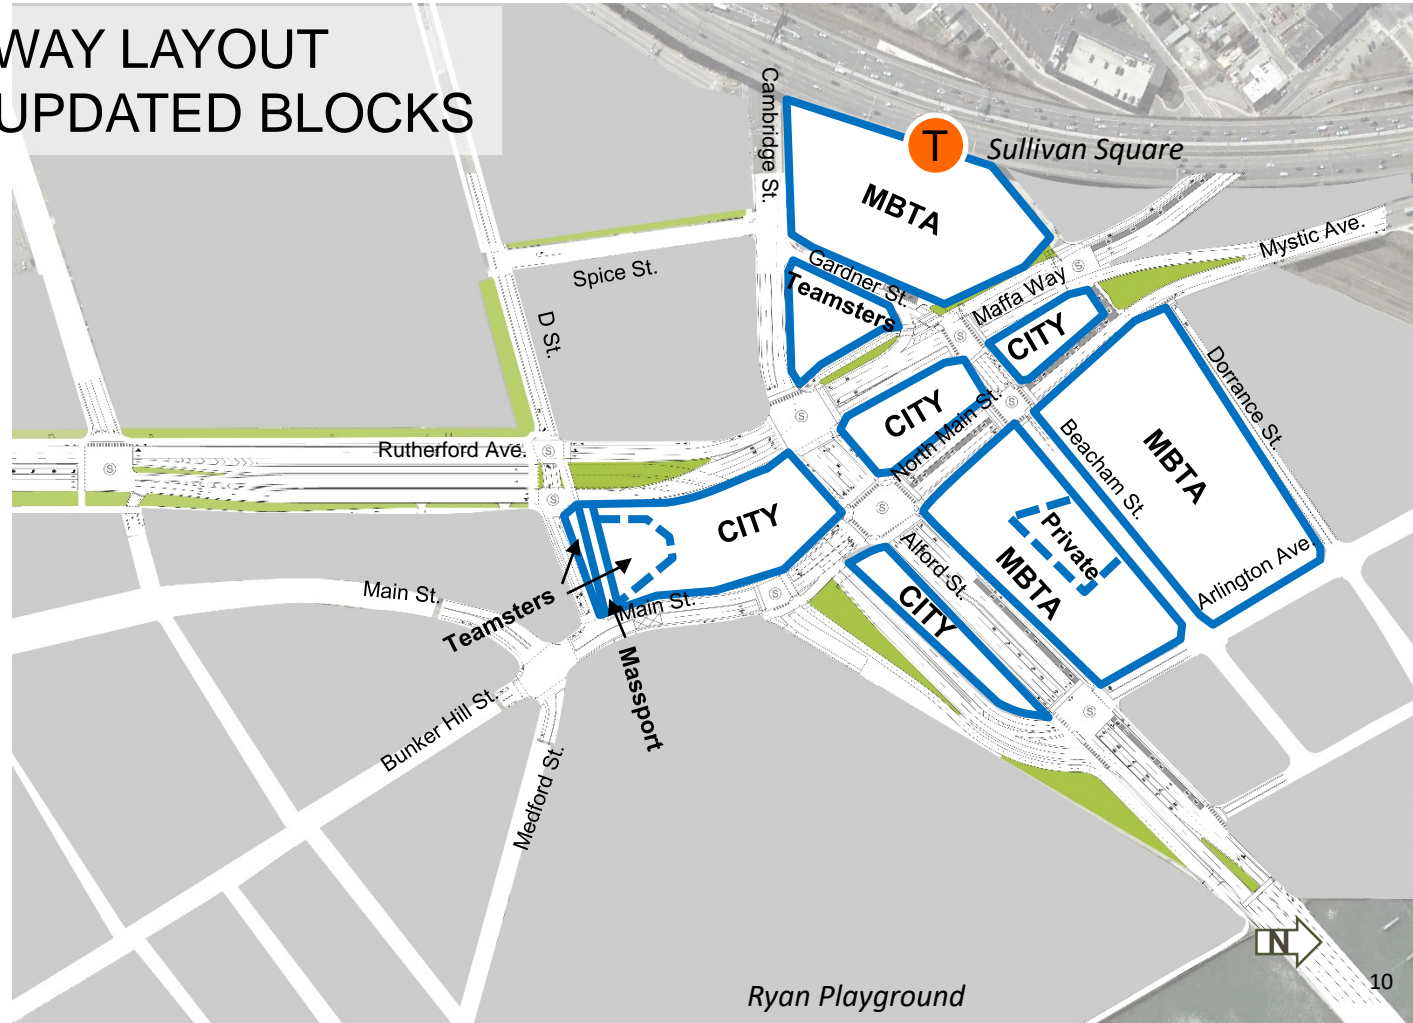 WAY LAYOUT
UPDATED BLOCKS
Cambridge St.
T
Sullivan Square
MBTA
Mystic Ave.
Gardner St.
Spice St.
Teamsters
Maffa Way
CITY
D St.
Dorrance St.
CITY
North Main St.
Rutherford Ave.
Beacham St.
MBTA
CITY
Private
Alford St.
MBTA
Arlington Ave.
Main St.
Teamsters
Main St.
CITY
Massport
Bunker Hill St.
Medford St.
N
Ryan Playground
10
S
S
S
S
S
S
S
S
S
S